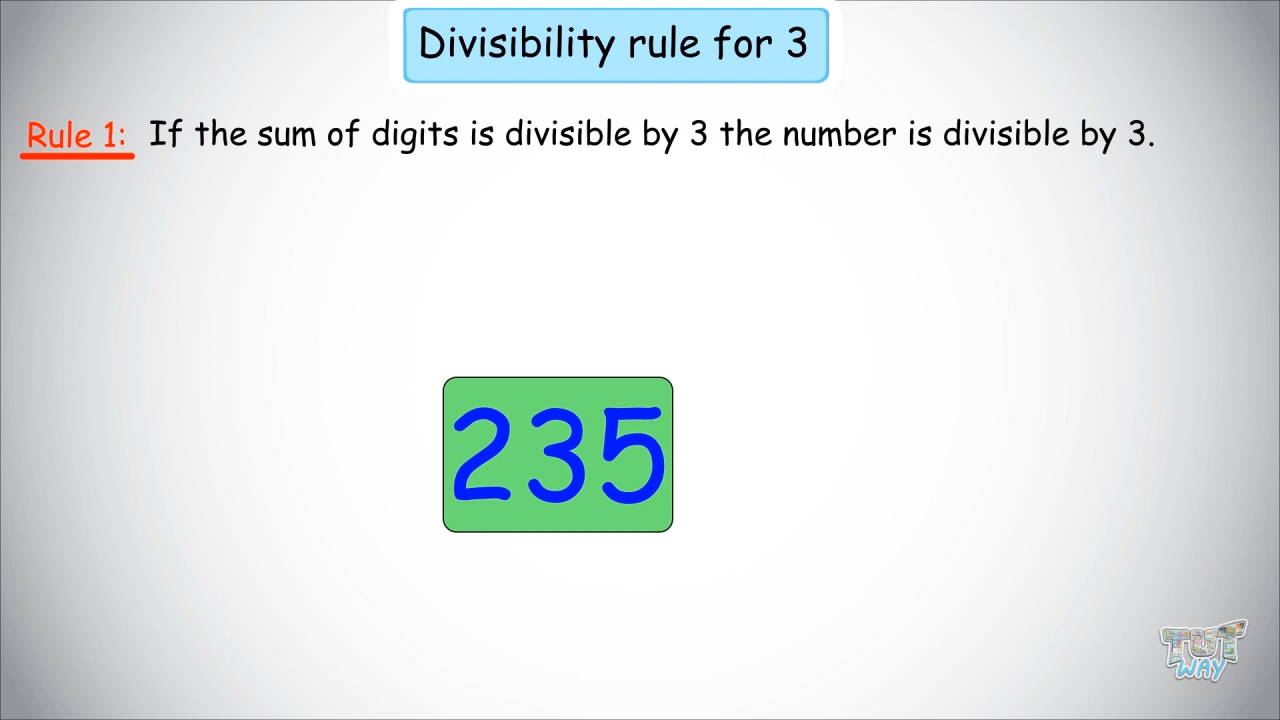 Divisibility rule for 3
Rule 1: If the sum of digits is divisible by 3 the number is divisible by 3.
235
TUT
WAY